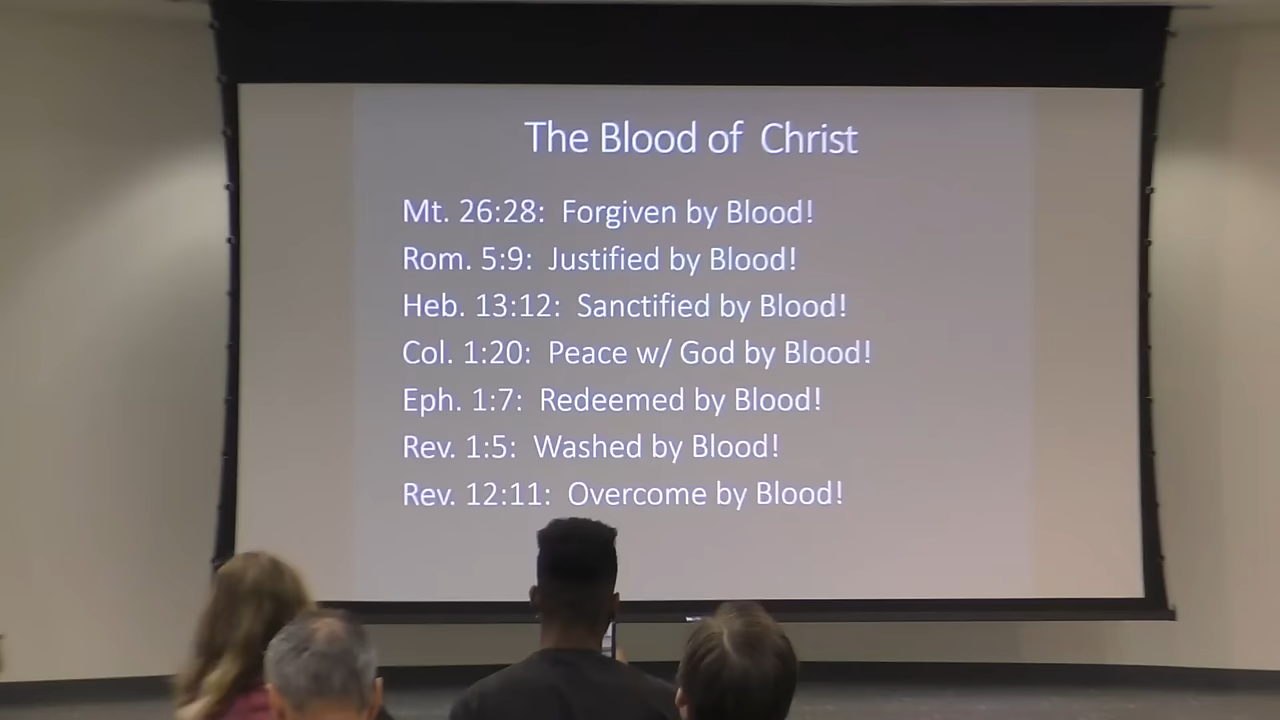 The Blood of Christ
Mt. 26:28: Forgiven by Blood!
Rom. 5:9: Justified by Blood!
Heb. 13:12: Sanctified by Blood!
Col. 1:20: Peace w/ God by Blood!
Eph. 1:7: Redeemed by Blood!
Rev. 1:5: Washed by Blood!
Rev. 12:11: Overcome by Blood!